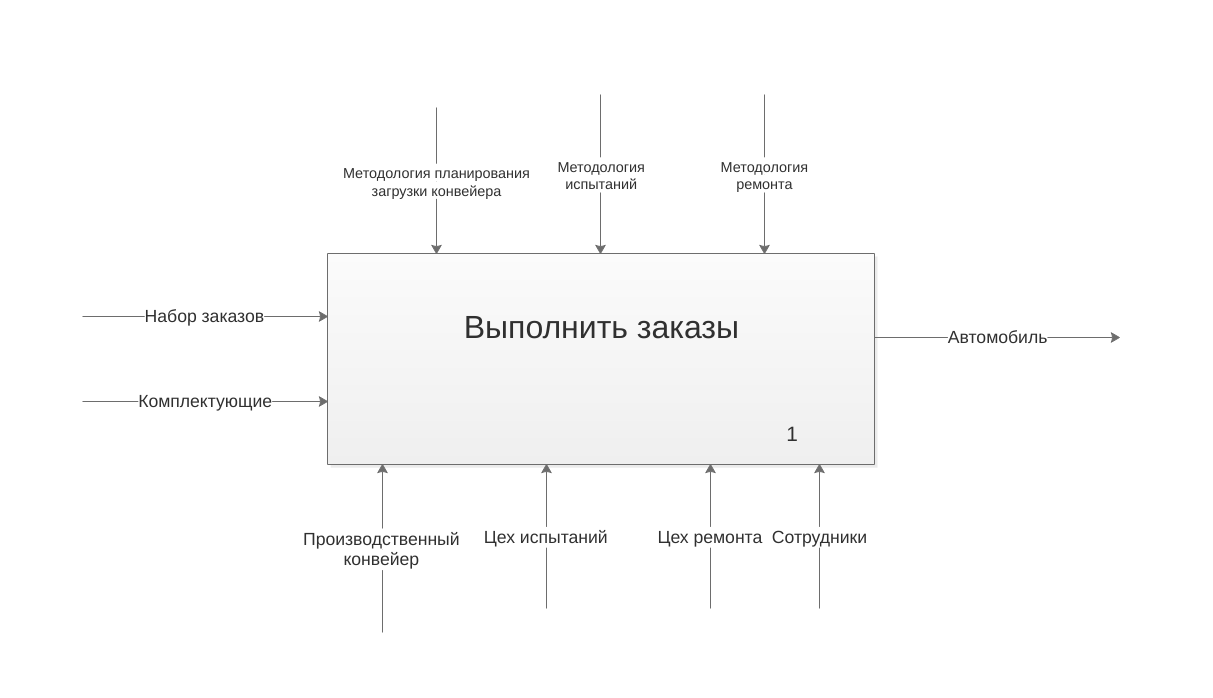 Методология планирования
загрузки конвейера
Методология
испытаний
Методология
ремонта
Набор заказов
Выполнить заказы
Автомобиль
Комплектующие
1
Производственный
конвейер
Цех испытаний
Цех ремонта
Сотрудники